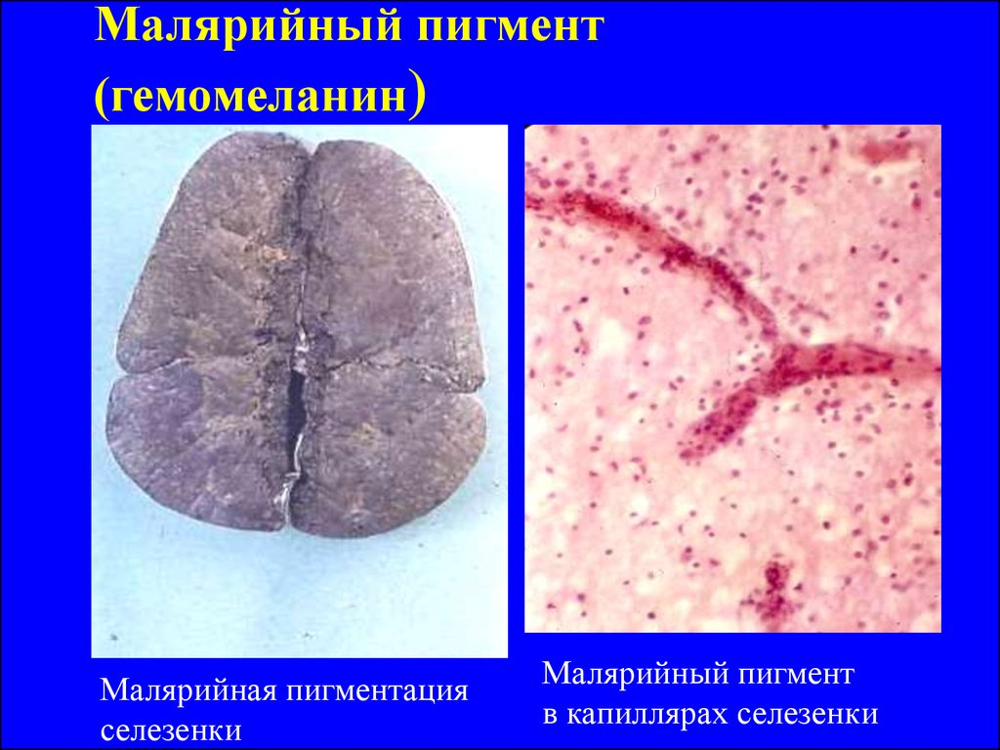 Малярийный пигмент
(гемомеланин)
Малярийная пигментация
селезенки
Малярийный пигмент
в капиллярах селезенки